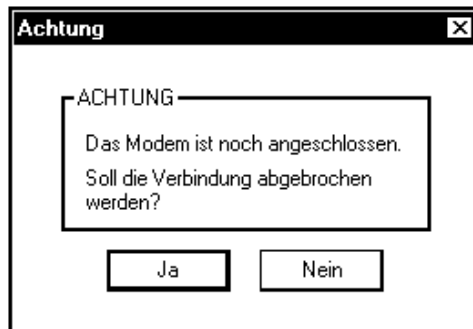 Achtung
ACHTUNG
Das Modem ist noch angeschlossen.
Soll die Verbindung abgebrochen
werden?
Ja
Nein